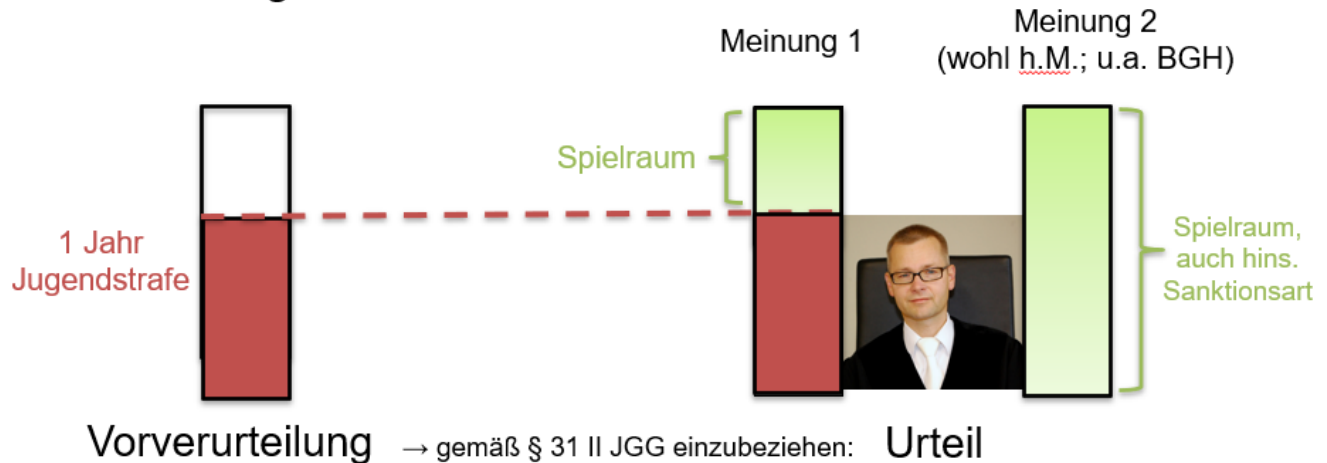 Meinung 1
Meinung 2
(wohl h.M.; u.a. BGH)
Spielraum
1 Jahr
Jugendstrafe
Spielraum,
auch hins.
Sanktionsart
Vorverurteilung → gemäß § 31 II JGG einzubeziehen: Urteil